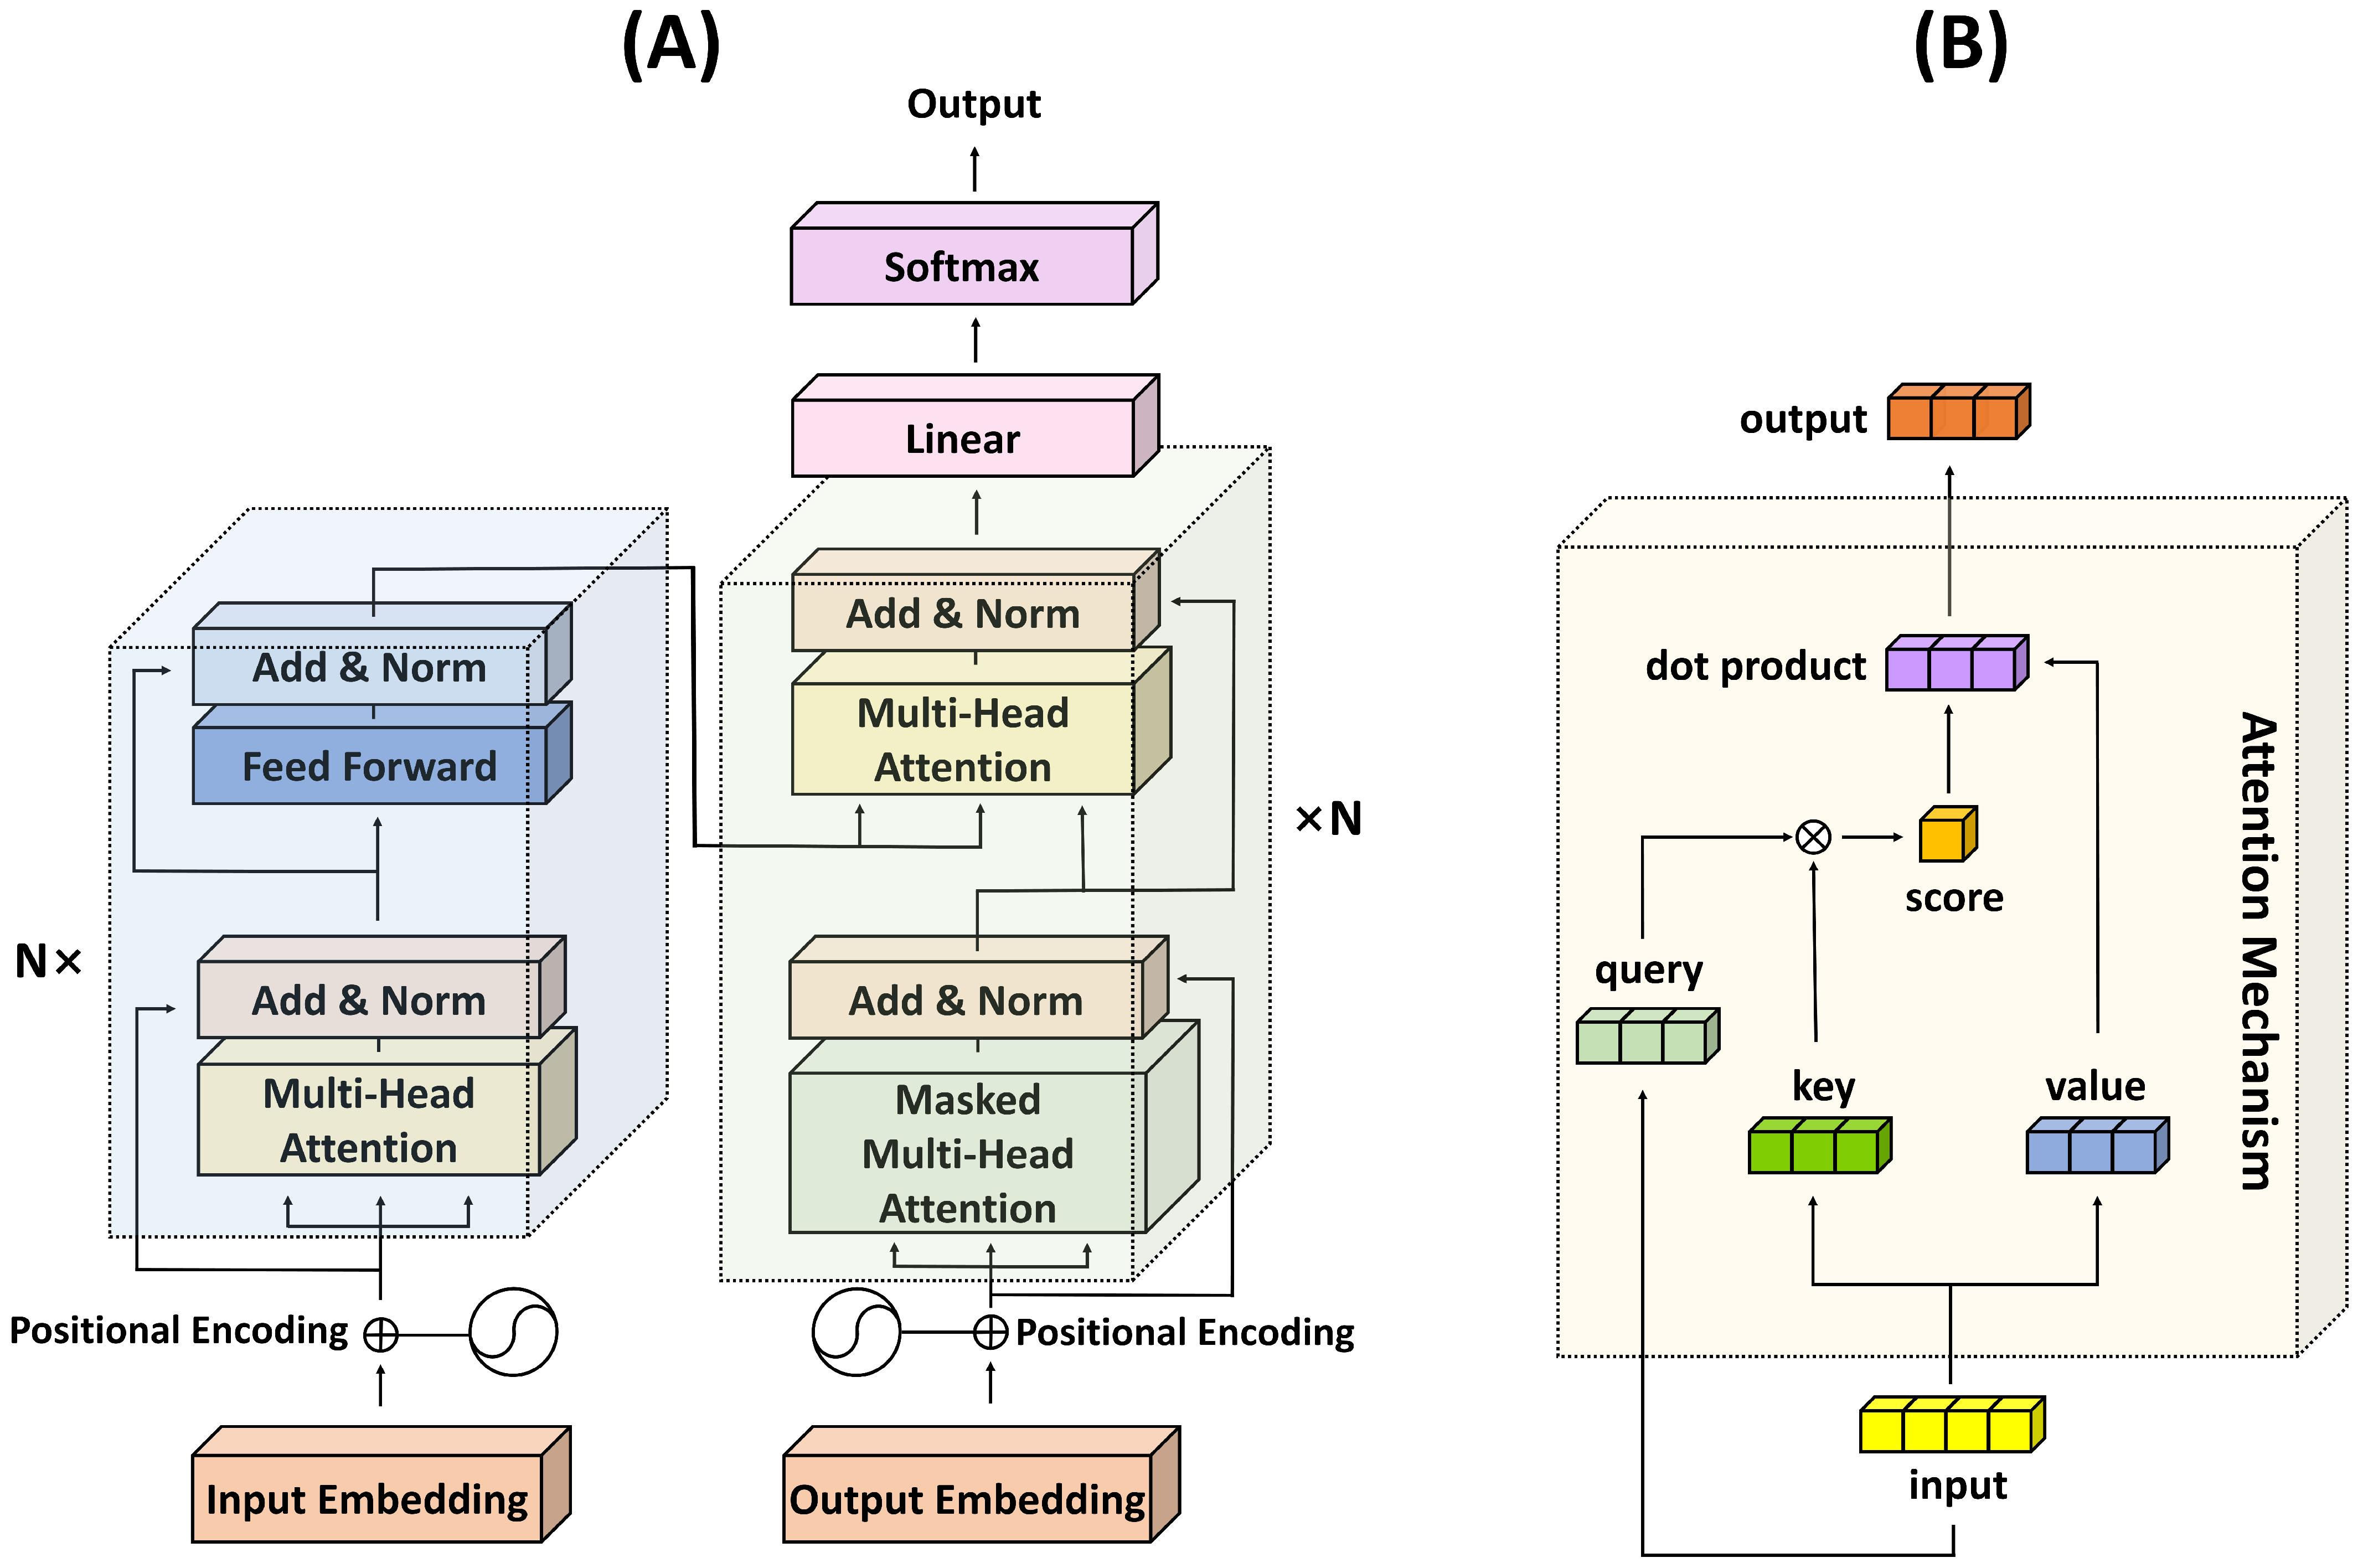 (A)
Output
Softmax
Linear
Add & Norm
Multi-Head
Attention
×N
Add & Norm
Masked
Multi-Head
Attention
Positional Encoding
Output Embedding
Add & Norm
Feed Forward
N×
Add & Norm
Multi-Head
Attention
Positional Encoding
Input Embedding
(B)
output
dot product
score
query
key
value
Attention Mechanism
input